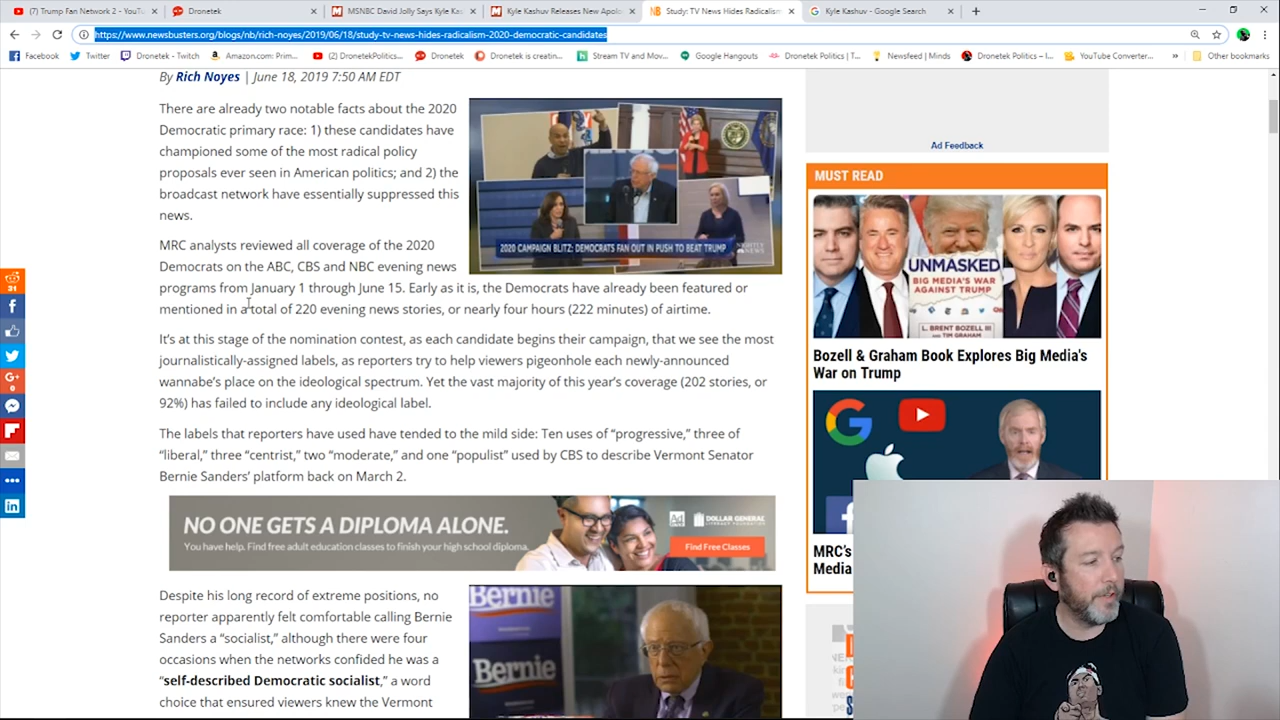 (7) Trump Fan Network 2 - YouTu
Dronetek
MSNBC David Jolly Says Kyle Kas
Kyle Kashuv Releases New Apolo
Study: TV News Hides Radicalism
Kyle Kashuv - Google Search
https://www.newsbusters.org/blogs/nb/rich-noyes/2019/06/18/study-tv-news-hides-radicalism-2020-democratic-candidates
Facebook
Twitter
Dronetek - Twitch
Amazon.com: Prim...
(2) DronetekPolitics...
Dronetek
Dronetek is creatin...
Stream TV and Mov...
Google Hangouts
Dronetek Politics | T...
Newsfeed | Minds
Dronetek Politics – I...
YouTube Converter...
»
Other bookmarks
By Rich Noyes | June 18, 2019 7:50 AM EDT
There are already two notable facts about the 2020
Democratic primary race: 1) these candidates have
championed some of the most radical policy
proposals ever seen in American politics; and 2) the
broadcast network have essentially suppressed this
news.
2020 CAMPAIGN BLITZ: DEMOCRATS FAN OUT IN PUSH TO BEAT TRUMP
NIGHTLY
NEWS
MRC analysts reviewed all coverage of the 2020
Democrats on the ABC, CBS and NBC evening news
programs from January 1 through June 15. Early as it is, the Democrats have already been featured or
mentioned in a total of 220 evening news stories, or nearly four hours (222 minutes) of airtime.
It's at this stage of the nomination contest, as each candidate begins their campaign, that we see the most
journalistically-assigned labels, as reporters try to help viewers pigeonhole each newly-announced
wannabe's place on the ideological spectrum. Yet the vast majority of this year's coverage (202 stories, or
92%) has failed to include any ideological label.
The labels that reporters have used have tended to the mild side: Ten uses of "progressive," three of
"liberal," three "centrist," two "moderate," and one "populist" used by CBS to describe Vermont Senator
Bernie Sanders' platform back on March 2.
NO ONE GETS A DIPLOMA ALONE.
You have help. Find free adult education classes to finish your high school diploma.
Ad
DOLLAR GENERAL
LITERACY FOUNDATION
Find Free Classes
Despite his long record of extreme positions, no
reporter apparently felt comfortable calling Bernie
Sanders a "socialist," although there were four
occasions when the networks confided he was a
"self-described Democratic socialist," a word
choice that ensured viewers knew the Vermont
Bernie
Bernie
21
0
Ad Feedback
MUST READ
UNMASKED
BIG MEDIA'S WAR
AGAINST TRUMP
L. BRENT BOZELL III
Bozell & Graham Book Explores Big Media's
War on Trump
MRC's
Media